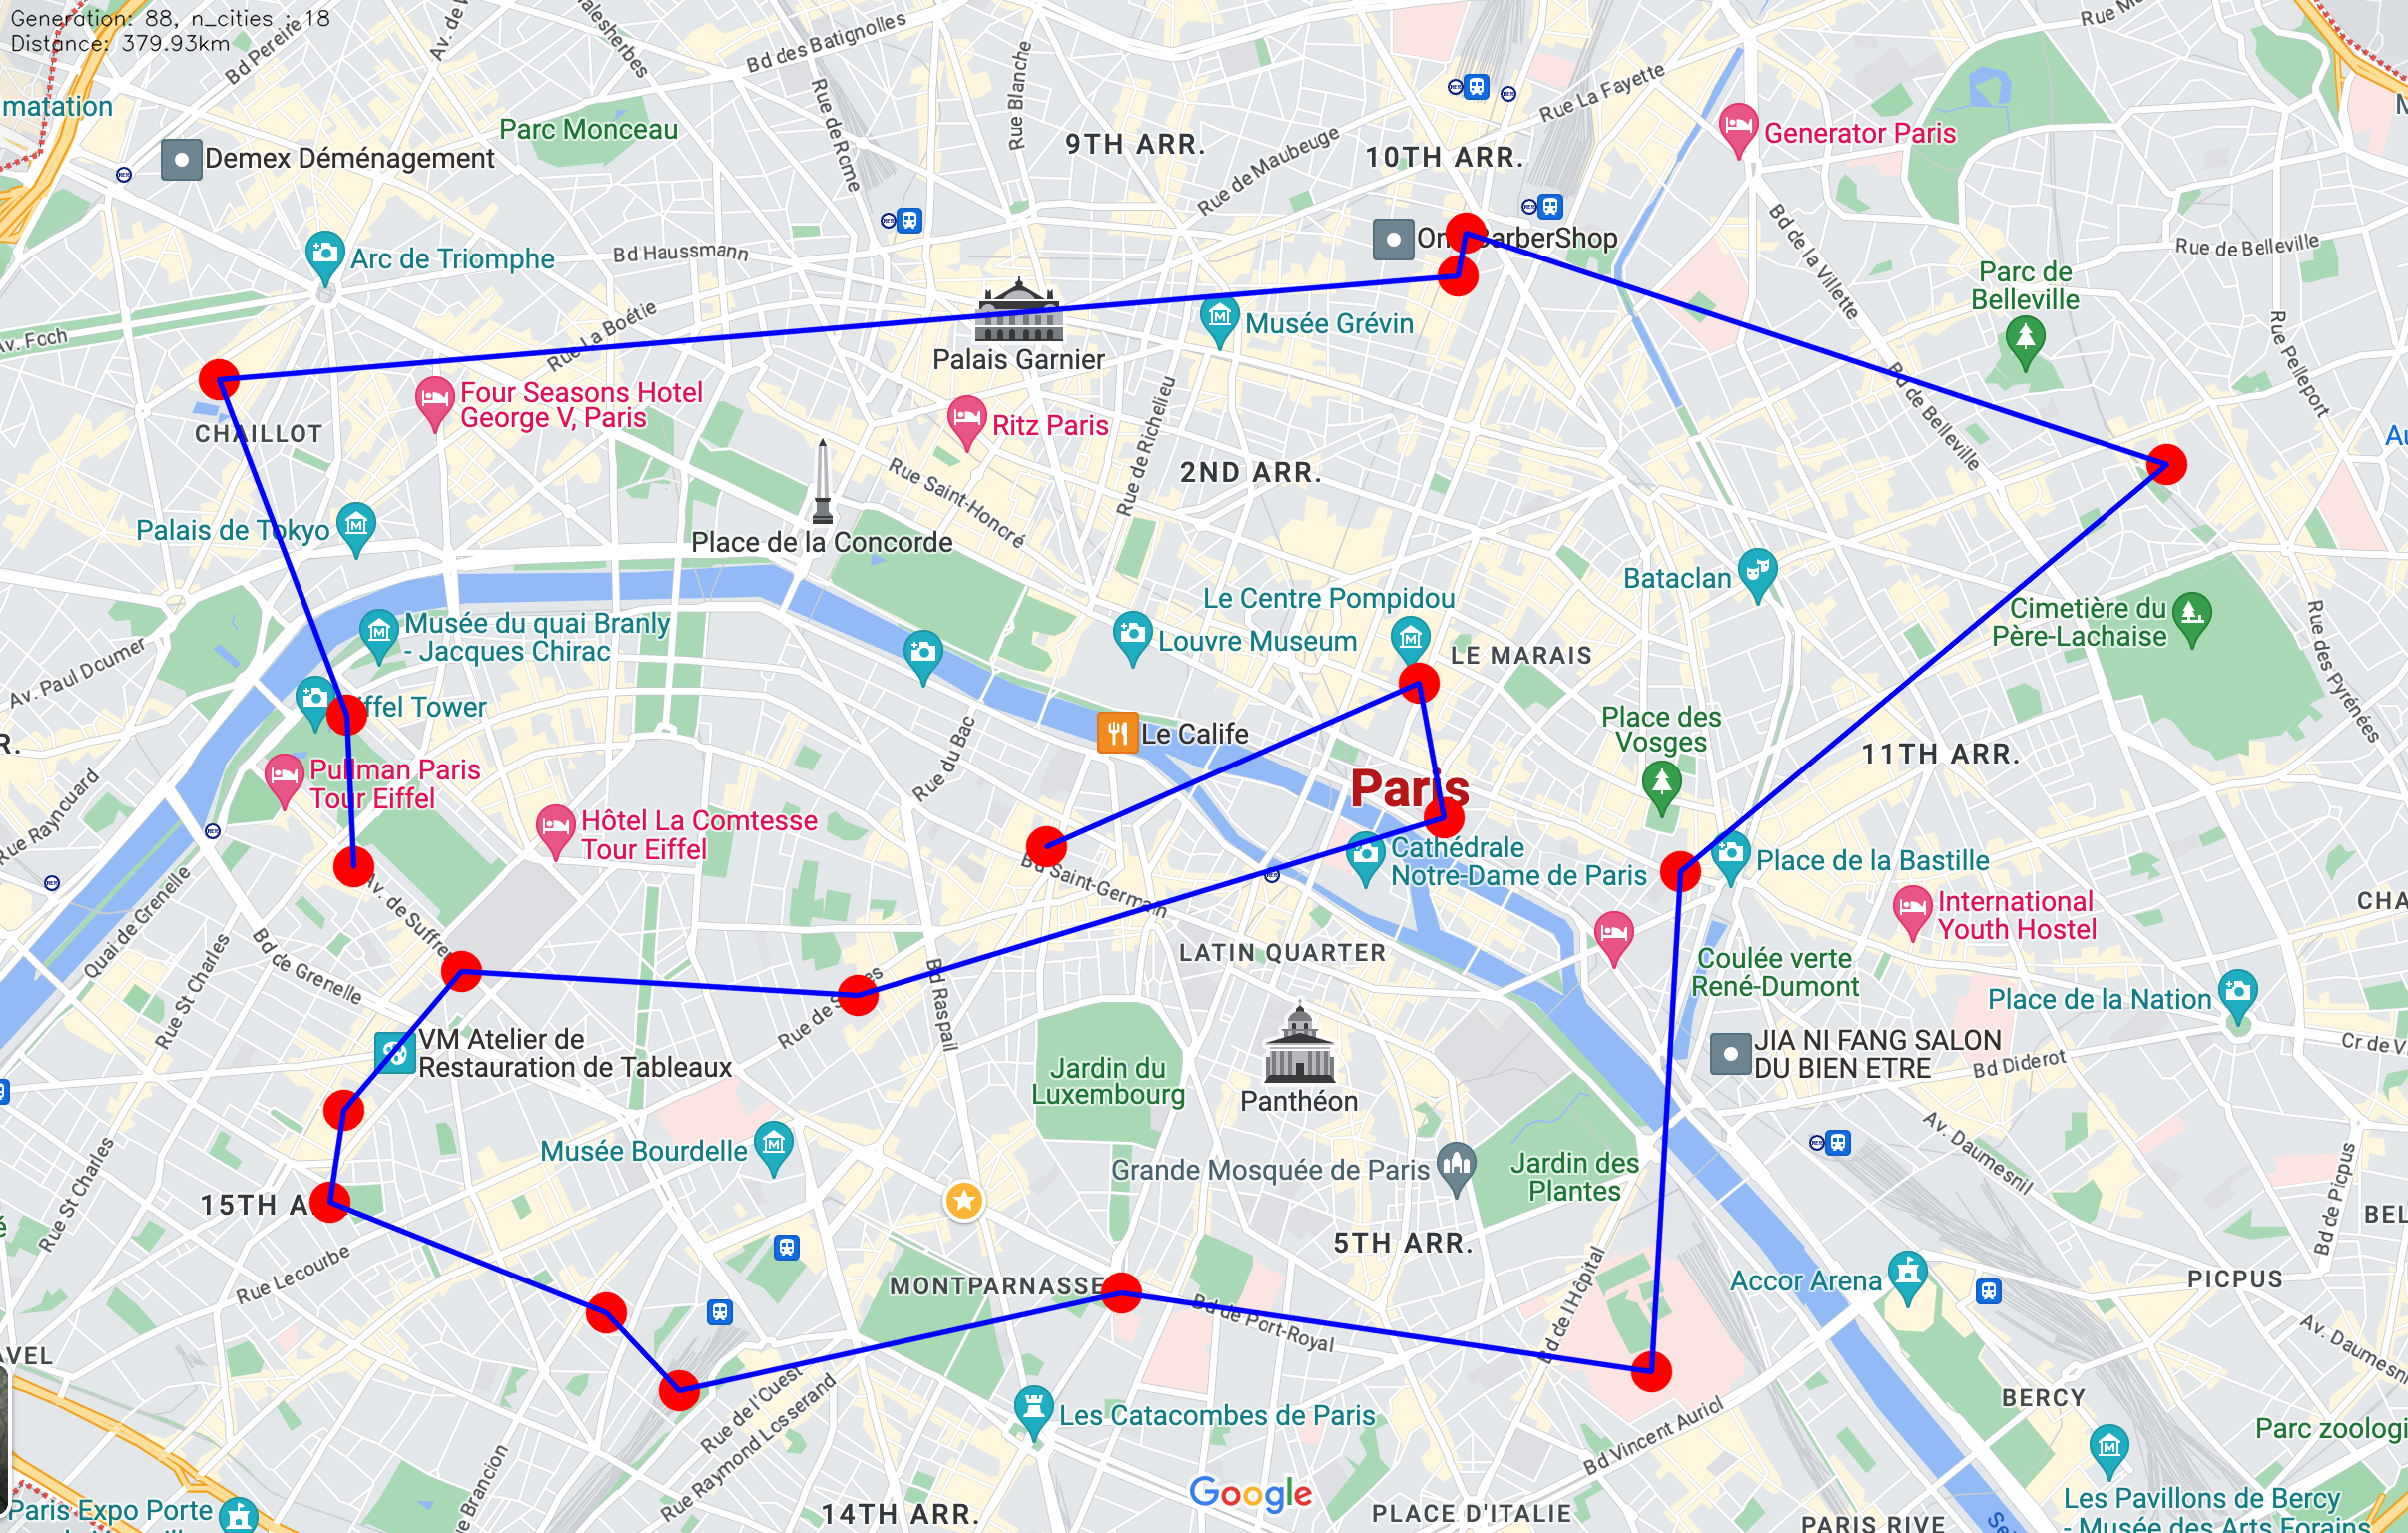 Generation: 88, n_cities : 18
Distance: 379.93km
Bd Pereire
Bd des Batignolles
Rue Blanche
Rue de Rome
Rue La Fayette
matation
Parc Monceau
Demex Déménagement
9TH ARR.
10TH ARR.
Rue de Maubeuge
Generator Paris
Arc de Triomphe
Bd Haussmann
Bd de la Villette
Rue de Belleville
Parc de
Belleville
Av. Foch
Rue La Boétie
Palais Garnier
Musée Grévin
Rue Pelleport
Bd de Belleville
Four Seasons Hotel
George V, Paris
Ritz Paris
CHAILLOT
Rue de Richelieu
2ND ARR.
Rue Saint-Honoré
Palais de Tokyo
Place de la Concorde
Bataclan
Le Centre Pompidou
Louvre Museum
LE MARAIS
Cimetière du
Père-Lachaise
Rue des Pyrénées
Musée du quai Branly
- Jacques Chirac
Av. Paul Doumer
iffel Tower
Rue du Bac
Le Calife
Place des
Vosges
11TH ARR.
R.
Pullman Paris
Tour Eiffel
Paris
Rue Raynouard
Hôtel La Comtesse
Tour Eiffel
Cathédrale
Notre-Dame de Paris
Place de la Bastille
Bd Saint-Germain
Av. de Suffren
Quai de Grenelle
Rue St Charles
Bd de Grenelle
International
Youth Hostel
CHA
LATIN QUARTER
Bd Raspail
Coulée verte
René-Dumont
Place de la Nation
VM Atelier de
Restauration de Tableaux
JIA NI FANG SALON
DU BIEN ETRE
Bd Diderot
Cr de V
Jardin du
Luxembourg
Panthéon
Musée Bourdelle
Grande Mosquée de Paris
Jardin des
Plantes
Av. Daumesnil
Bd de Picpus
Rue St Charles
15TH A
BEL
5TH ARR.
Rue Lecourbe
MONTPARNASSE
Bd de Port-Royal
Bd de l'Hôpital
Accor Arena
PICPUS
AVEL
Av. Daumesni
Rue de l'Ouest
Rue Raymond Losserand
Les Catacombes de Paris
Bd Vincent Auriol
BERCY
Parc zoologi
Google
Paris Expo Porte
14TH ARR.
PLACE D'ITALIE
PARIS RIVE
Les Pavillons de Bercy
- Musée des Arts Forains